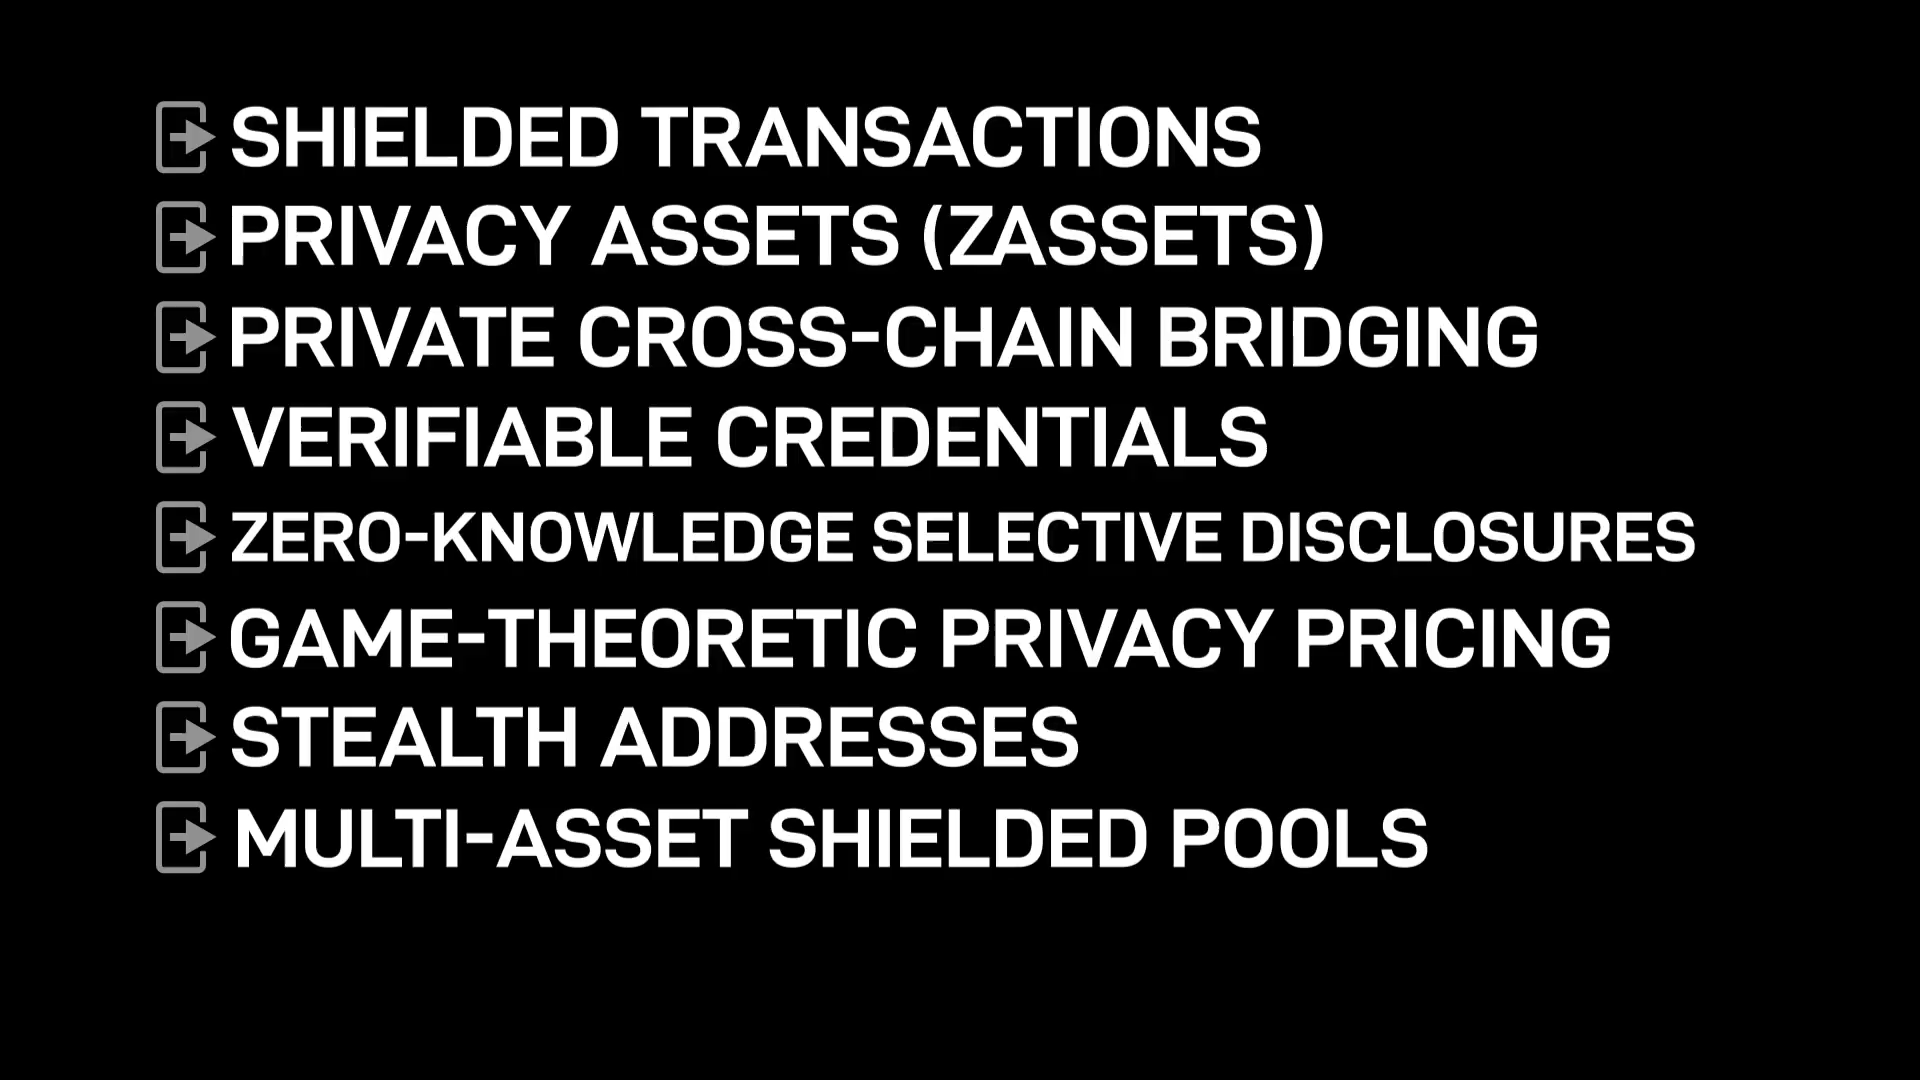 SHIELDED TRANSACTIONS
PRIVACY ASSETS (ZASSETS)
PRIVATE CROSS-CHAIN BRIDGING
VERIFIABLE CREDENTIALS
ZERO-KNOWLEDGE SELECTIVE DISCLOSURES
GAME-THEORETIC PRIVACY PRICING
STEALTH ADDRESSES
MULTI-ASSET SHIELDED POOLS